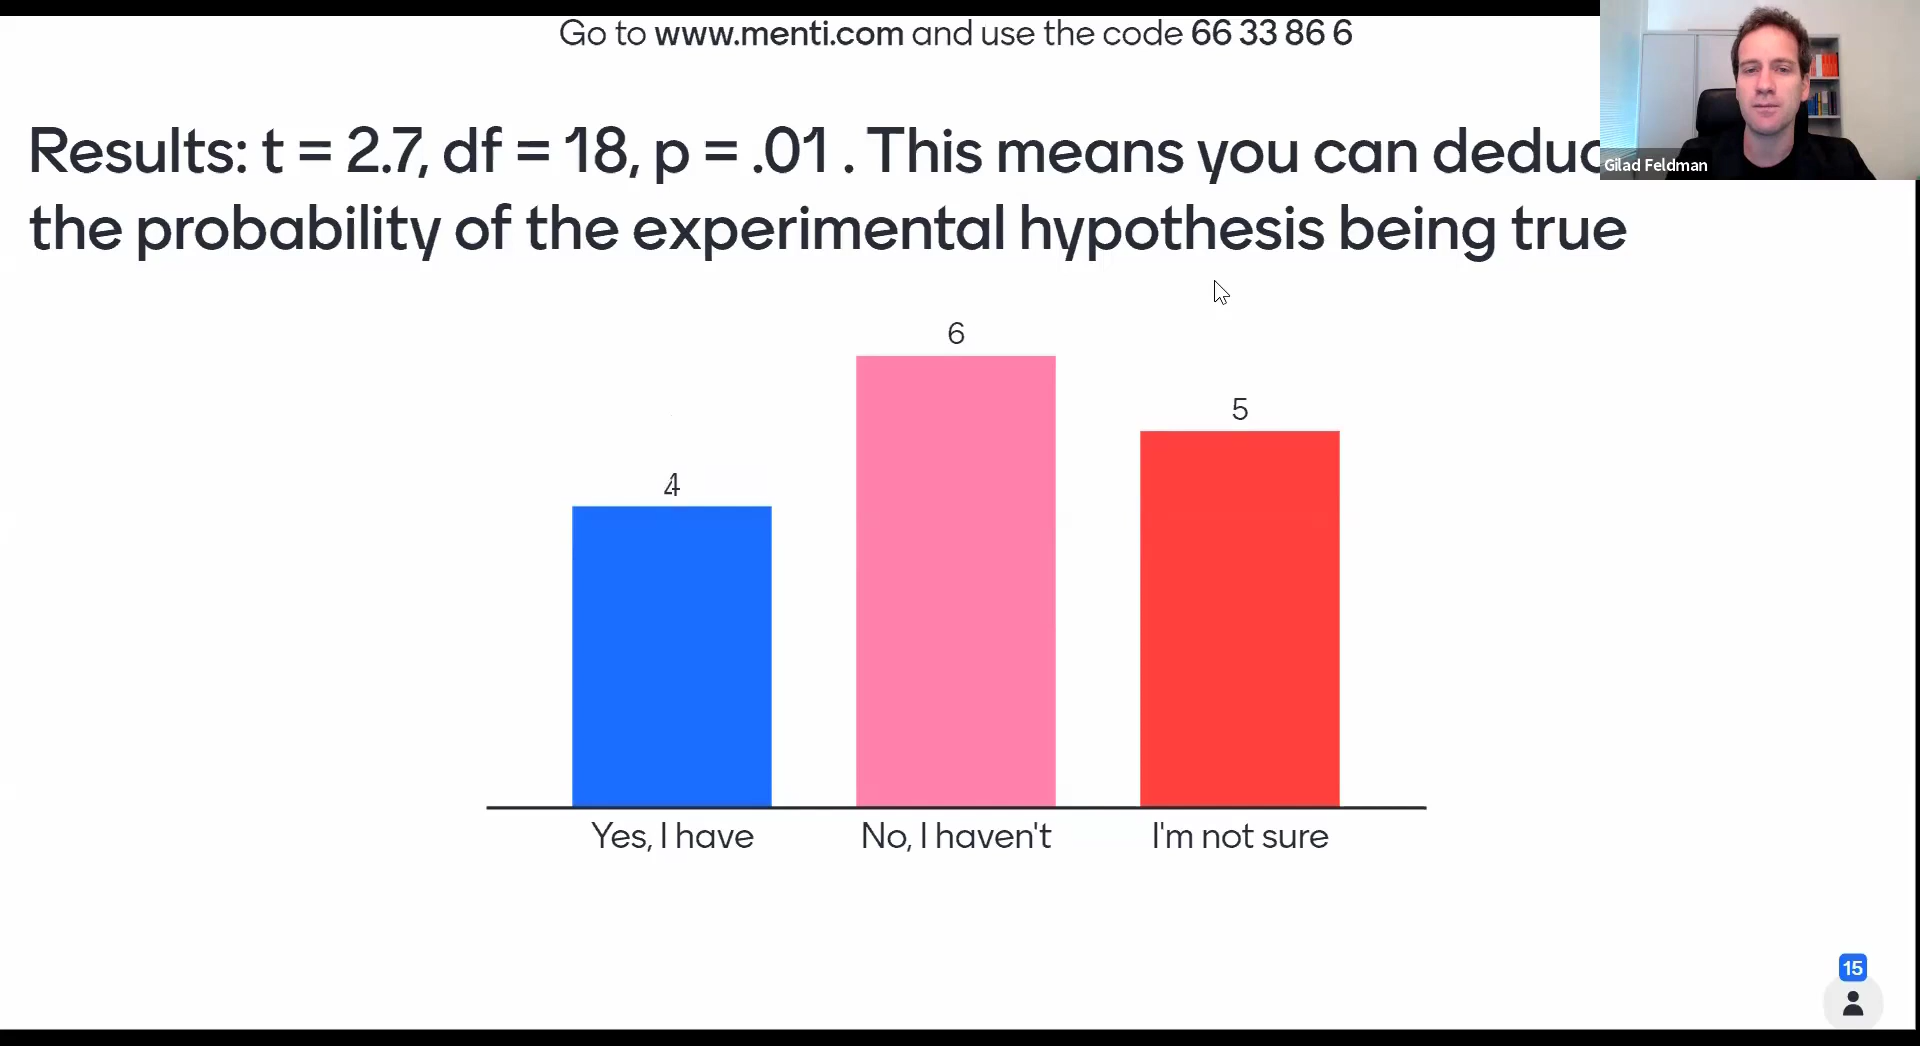 Go to www.menti.com and use the code 66 33 86 6
Results: t = 2.7, df = 18, p = .01 . This means you can
the probability of the experimental hypothesis being true
Gilad Feldman
6
5
4
Yes, I have
No, I haven't
I'm not sure
15